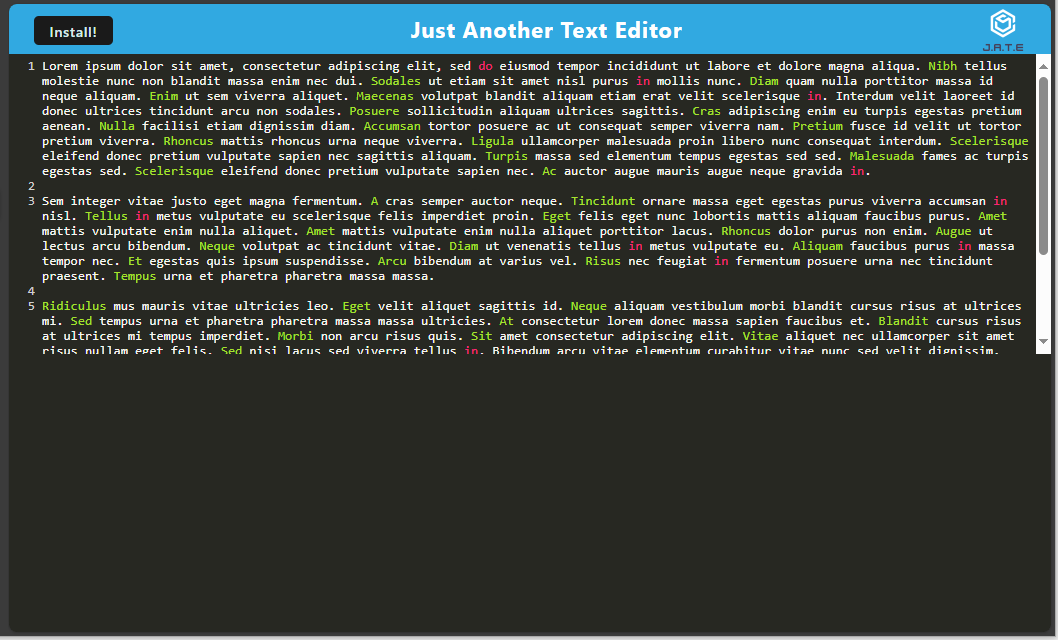 Install!
Just Another Text Editor
J.A.T.E
1 Lorem ipsum dolor sit amet, consectetur adipiscing elit, sed do eiusmod tempor incididunt ut labore et dolore magna aliqua. Nibh tellus
molestie nunc non blandit massa enim nec dui. Sodales ut etiam sit amet nisl purus in mollis nunc. Diam quam nulla porttitor massa id
neque aliquam. Enim ut sem viverra aliquet. Maecenas volutpat blandit aliquam etiam erat velit scelerisque in. Interdum velit laoreet id
donec ultrices tincidunt arcu non sodales. Posuere sollicitudin aliquam ultrices sagittis. Cras adipiscing enim eu turpis egestas pretium
aenean. Nulla facilisi etiam dignissim diam. Accumsan tortor posuere ac ut consequat semper viverra nam. Pretium fusce id velit ut tortor
pretium viverra. Rhoncus mattis rhoncus urna neque viverra. Ligula ullamcorper malesuada proin libero nunc consequat interdum. Scelerisque
eleifend donec pretium vulputate sapien nec sagittis aliquam. Turpis massa sed elementum tempus egestas sed sed. Malesuada fames ac turpis
egestas sed. Scelerisque eleifend donec pretium vulputate sapien nec. Ac auctor augue mauris augue neque gravida in.
2
3 Sem integer vitae justo eget magna fermentum. A cras semper auctor neque. Tincidunt ornare massa eget egestas purus viverra accumsan in
nisl. Tellus in metus vulputate eu scelerisque felis imperdiet proin. Eget felis eget nunc lobortis mattis aliquam faucibus purus. Amet
mattis vulputate enim nulla aliquet. Amet mattis vulputate enim nulla aliquet porttitor lacus. Rhoncus dolor purus non enim. Augue ut
lectus arcu bibendum. Neque volutpat ac tincidunt vitae. Diam ut venenatis tellus in metus vulputate eu. Aliquam faucibus purus in massa
tempor nec. Et egestas quis ipsum suspendisse. Arcu bibendum at varius vel. Risus nec feugiat in fermentum posuere urna nec tincidunt
praesent. Tempus urna et pharetra pharetra massa massa.
4
5 Ridiculus mus mauris vitae ultricies leo. Eget velit aliquet sagittis id. Neque aliquam vestibulum morbi blandit cursus risus at ultrices
mi. Sed tempus urna et pharetra pharetra massa massa ultricies. At consectetur lorem donec massa sapien faucibus et. Blandit cursus risus
at ultrices mi tempus imperdiet. Morbi non arcu risus quis. Sit amet consectetur adipiscing elit. Vitae aliquet nec ullamcorper sit amet
risus nullam eget felis. Sed nisi lacus sed viverra tellus in. Bibendum arcu vitae elementum curabitur vitae nunc sed velit dignissim.